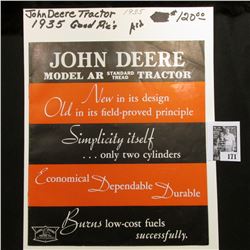 John Deere Tractor
1935 Good Pic's
1935
$120.00
JOHN DEERE
MODEL AR STANDARD TREAD TRACTOR
New in its design
Old in its field-proved principle
Simplicity itself
...only two cylinders
Economical Dependable Durable
Burns low-cost fuels
successfully.
171